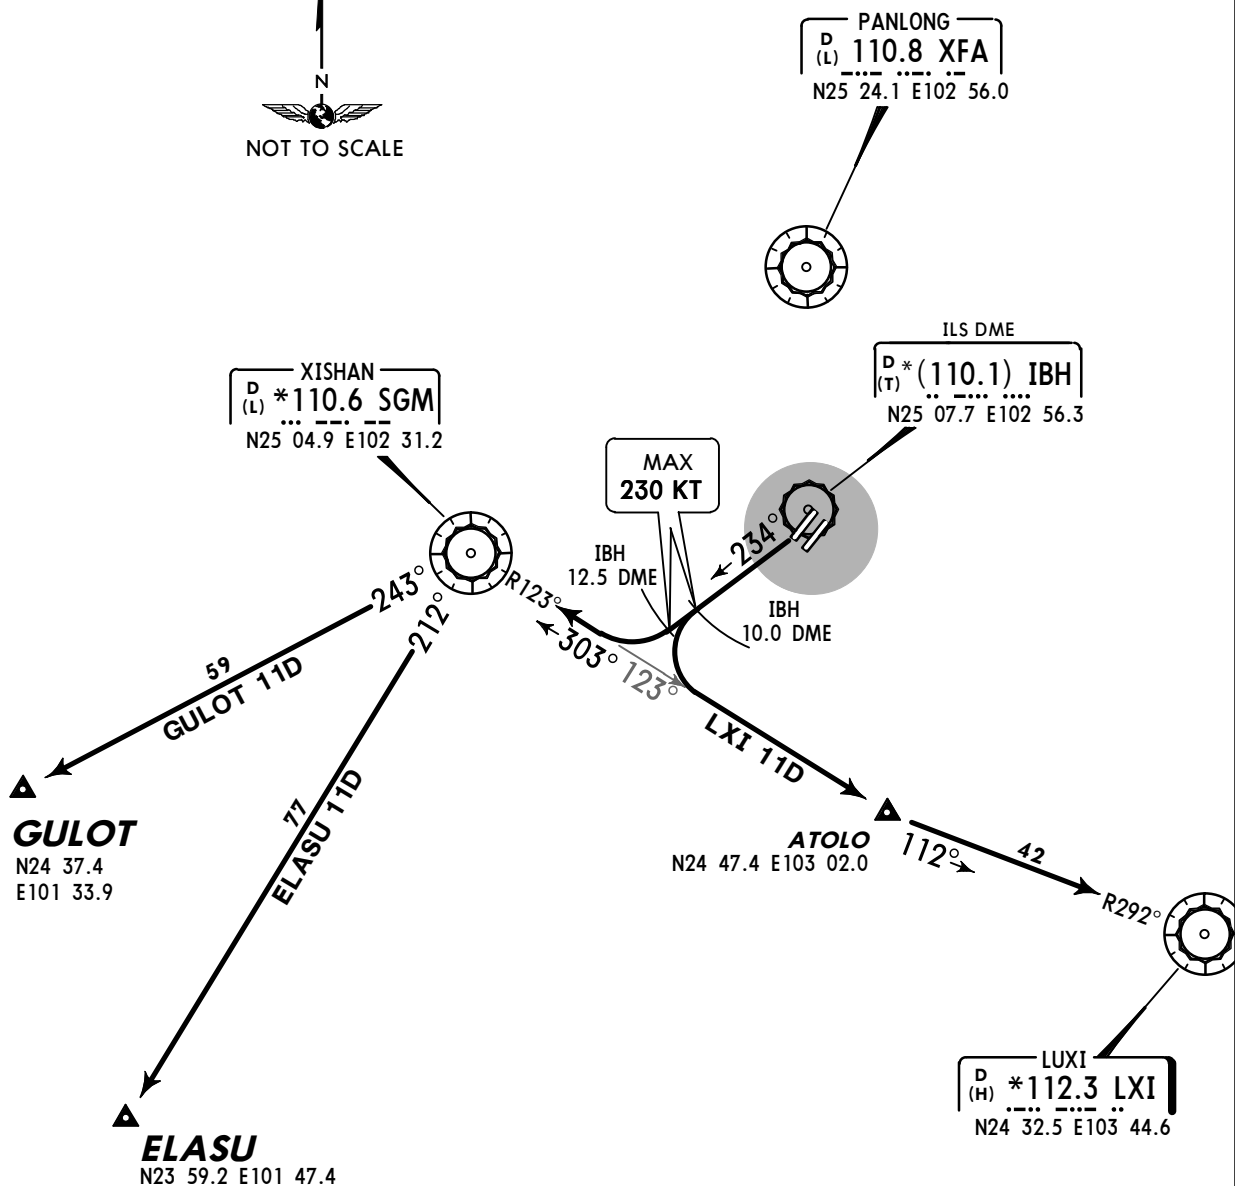 PANLONG
D
(L) 110.8 XFA
N25 24.1 E102 56.0
N
NOT TO SCALE
ILS DME
D
(T) *(110.1) IBH
N25 07.7 E102 56.3
XISHAN
D
(L) *110.6 SGM
N25 04.9 E102 31.2
MAX
230 KT
234°
IBH
12.5 DME
IBH
10.0 DME
R123°
303°
123°
243°
212°
59
GULOT 11D
77
ELASU 11D
LXI 11D
GULOT
N24 37.4
E101 33.9
ATOLO
N24 47.4 E103 02.0
112°
42
R292°
LUXI
D
(H) *112.3 LXI
N24 32.5 E103 44.6
ELASU
N23 59.2 E101 47.4